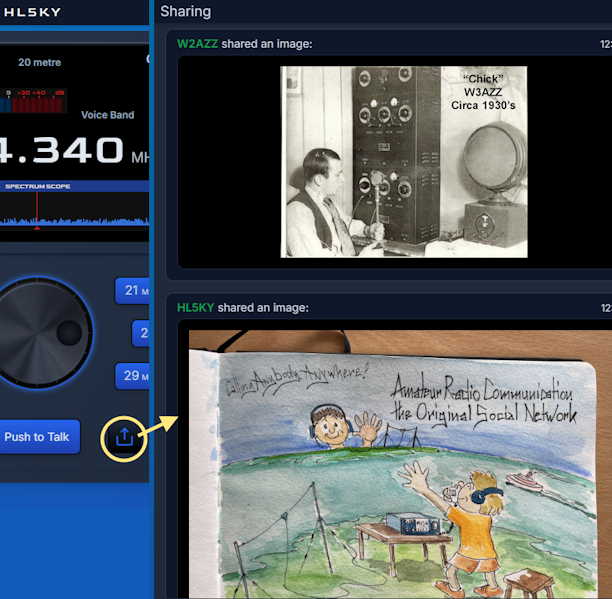 HL5KY
20 metre
9 +20 +40 dB
Voice Band
4.340 MH
SPECTRUM SCOPE
21 M
2
29 M
Push to Talk
Sharing
W2AZZ shared an image:
12:
"Chick"
W3AZZ
Circa 1930's
HL5KY shared an image:
12:
Calling Anybody Anywhere!
Amateur Radio Communication
the Original Social Network